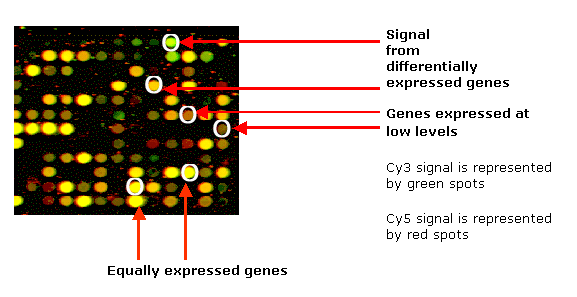 Signal
from
differentially
expressed genes
Genes expressed at
low levels
Cy3 signal is represented
by green spots
Cy5 signal is represented
by red spots
Equally expressed genes